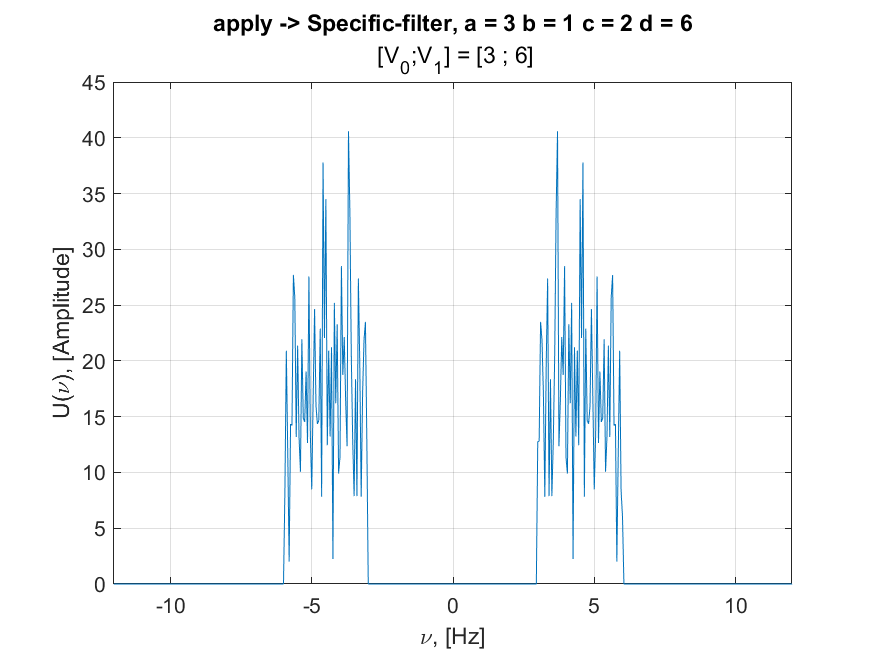 apply -> Specific-filter, a = 3 b = 1 c = 2 d = 6
[V₀;V₁] = [3 ; 6]
45
40
35
30
25
20
15
10
5
0
U(ν), [Amplitude]
-10 -5 0 5 10
ν, [Hz]